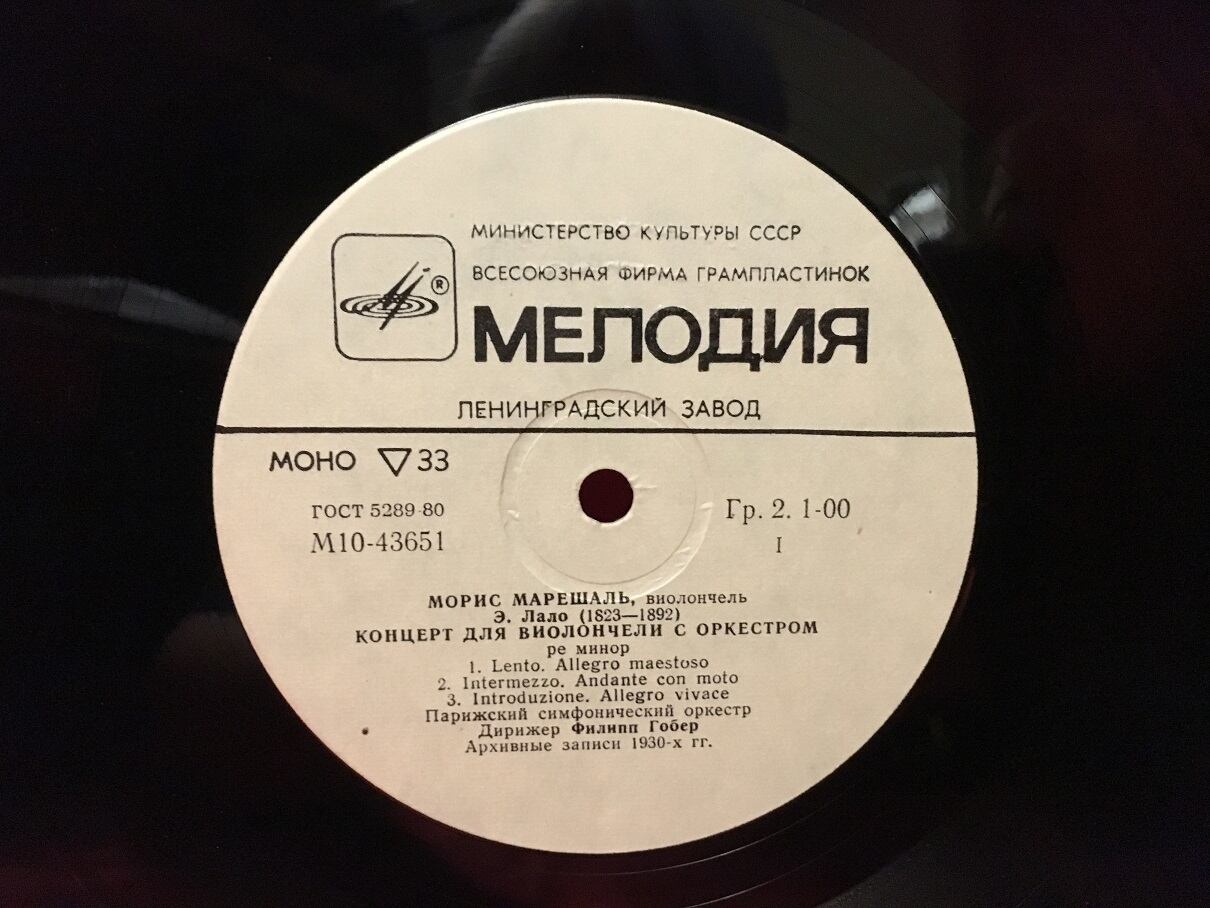 МИНИСТЕРСТВО КУЛЬТУРЫ СССР
ВСЕСОЮЗНАЯ ФИРМА ГРАМПЛАСТИНОК
®
МЕЛОДИЯ
ЛЕНИНГРАДСКИЙ ЗАВОД
МОНО ▽ 33
ГОСТ 5289-80
Гр. 2. 1-00
М10-43651
I
МОРИС МАРЕШАЛЬ, виолончель
Э. Лало (1823—1892)
КОНЦЕРТ ДЛЯ ВИОЛОНЧЕЛИ С ОРКЕСТРОМ
ре минор
1. Lento. Allegro maestoso
2. Intermezzo. Andante con moto
3. Introduzione. Allegro vivace
Парижский симфонический оркестр
Дирижер Филипп Гобер
Архивные записи 1930-х гг.